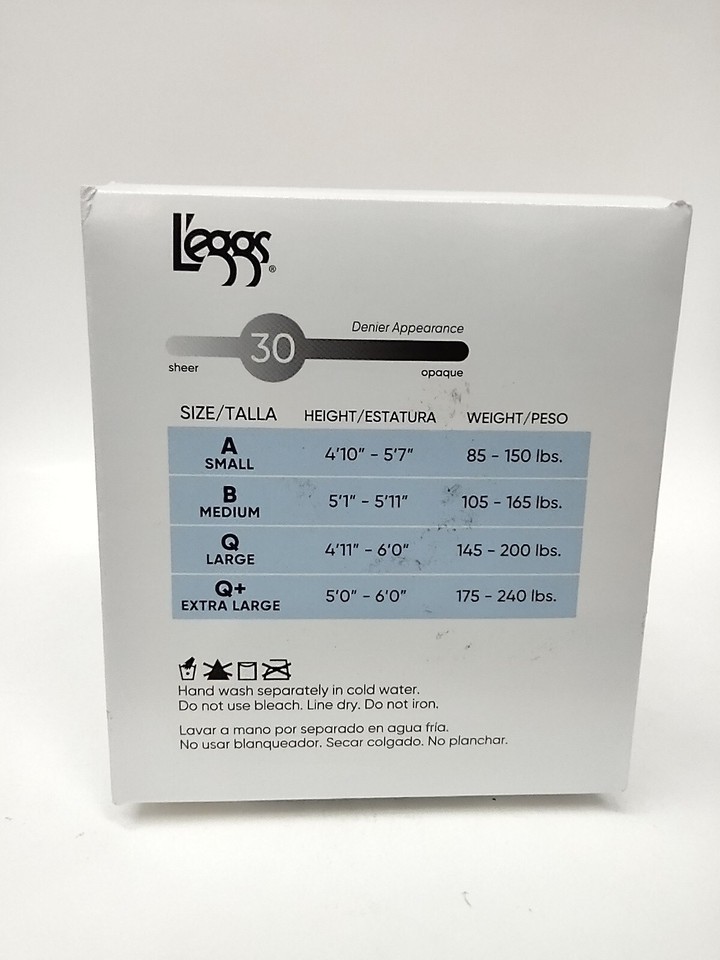 L'eggs®
Denier Appearance
30
sheer
opaque
SIZE/TALLA HEIGHT/ESTATURA WEIGHT/PESO
A
SMALL
4'10" - 5'7" 85 - 150 lbs.
B
MEDIUM
5'1" - 5'11" 105 - 165 lbs.
Q
LARGE
4'11" - 6'0" 145 - 200 lbs.
Q+
EXTRA LARGE
5'0" - 6'0" 175 - 240 lbs.
Hand wash separately in cold water.
Do not use bleach. Line dry. Do not iron.
Lavar a mano por separado en agua fría.
No usar blanqueador. Secar colgado. No planchar.